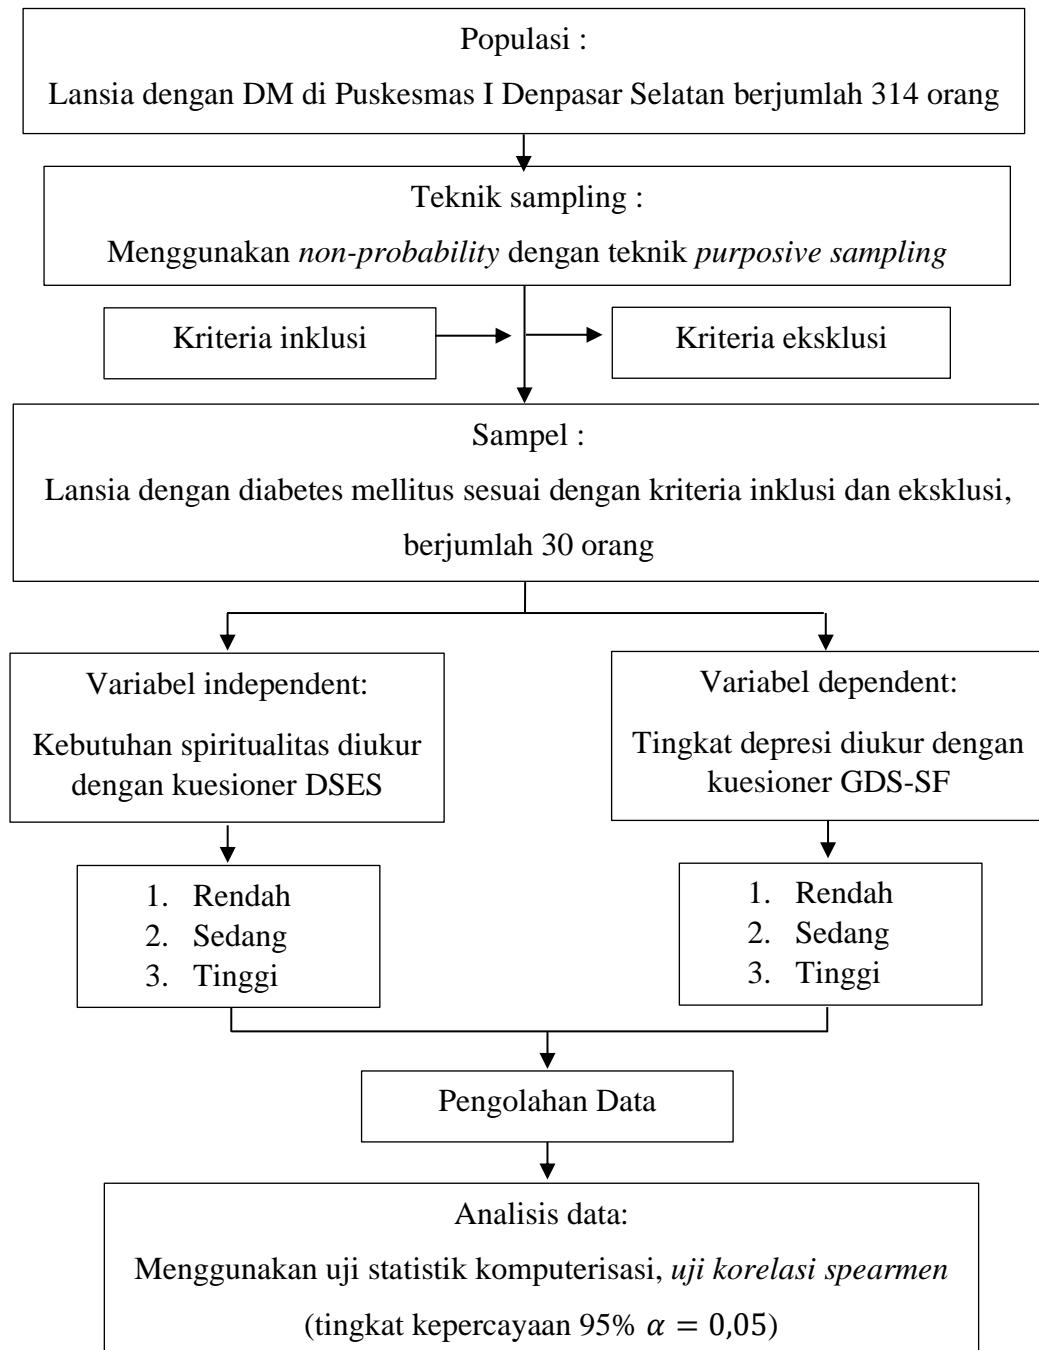 Populasi :
Lansia dengan DM di Puskesmas I Denpasar Selatan berjumlah 314 orang
Teknik sampling :
Menggunakan non-probability dengan teknik purposive sampling
Kriteria inklusi
Kriteria eksklusi
Sampel :
Lansia dengan diabetes mellitus sesuai dengan kriteria inklusi dan eksklusi,
berjumlah 30 orang
Variabel independent:
Kebutuhan spiritualitas diukur
dengan kuesioner DSES
Variabel dependent:
Tingkat depresi diukur dengan
kuesioner GDS-SF
1. Rendah
2. Sedang
3. Tinggi
1. Rendah
2. Sedang
3. Tinggi
Pengolahan Data
Analisis data:
Menggunakan uji statistik komputerisasi, uji korelasi spearmen
(tingkat kepercayaan 95% α = 0,05)